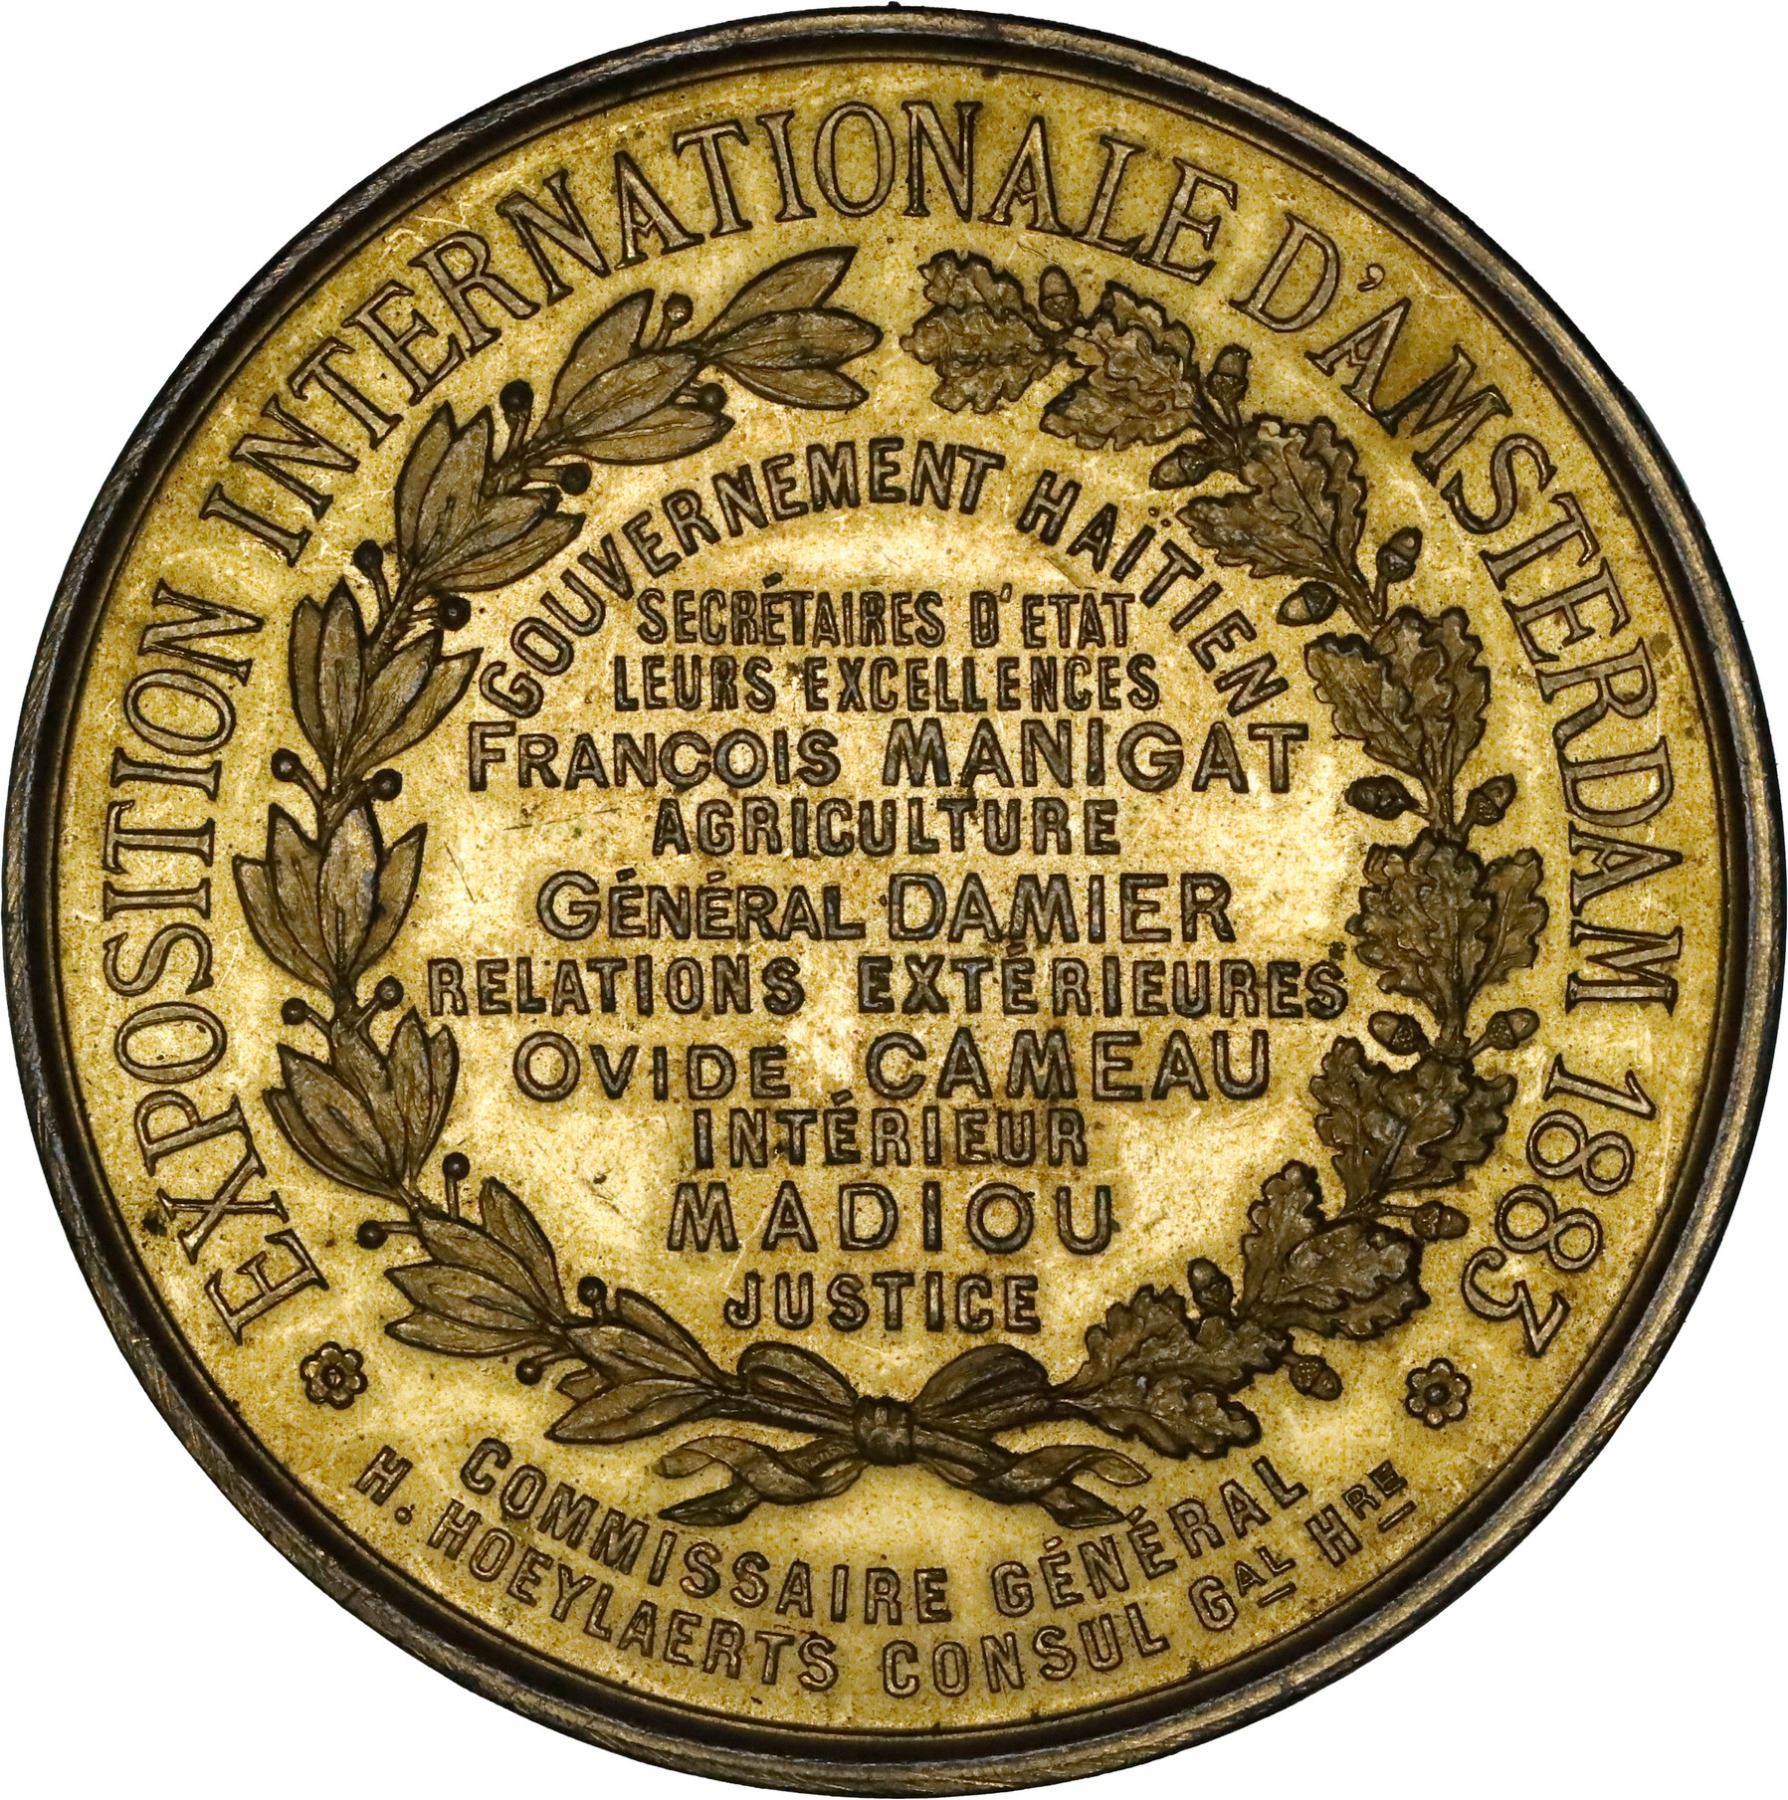 EXPOSITION INTERNATIONALE D'AMSTERDAM 1883
GOUVERNEMENT HAÏTIEN
SECRÉTAIRES D'ETAT
LEURS EXCELLENCES
FRANCOIS MANIGAT
AGRICULTURE
GÉNÉRAL DAMIER
RELATIONS EXTÉRIEURES
OVIDE CAMEAU
INTÉRIEUR
MADIOU
JUSTICE
COMMISSAIRE GÉNÉRAL
H. HOEYLAERTS CONSUL GAL HRE